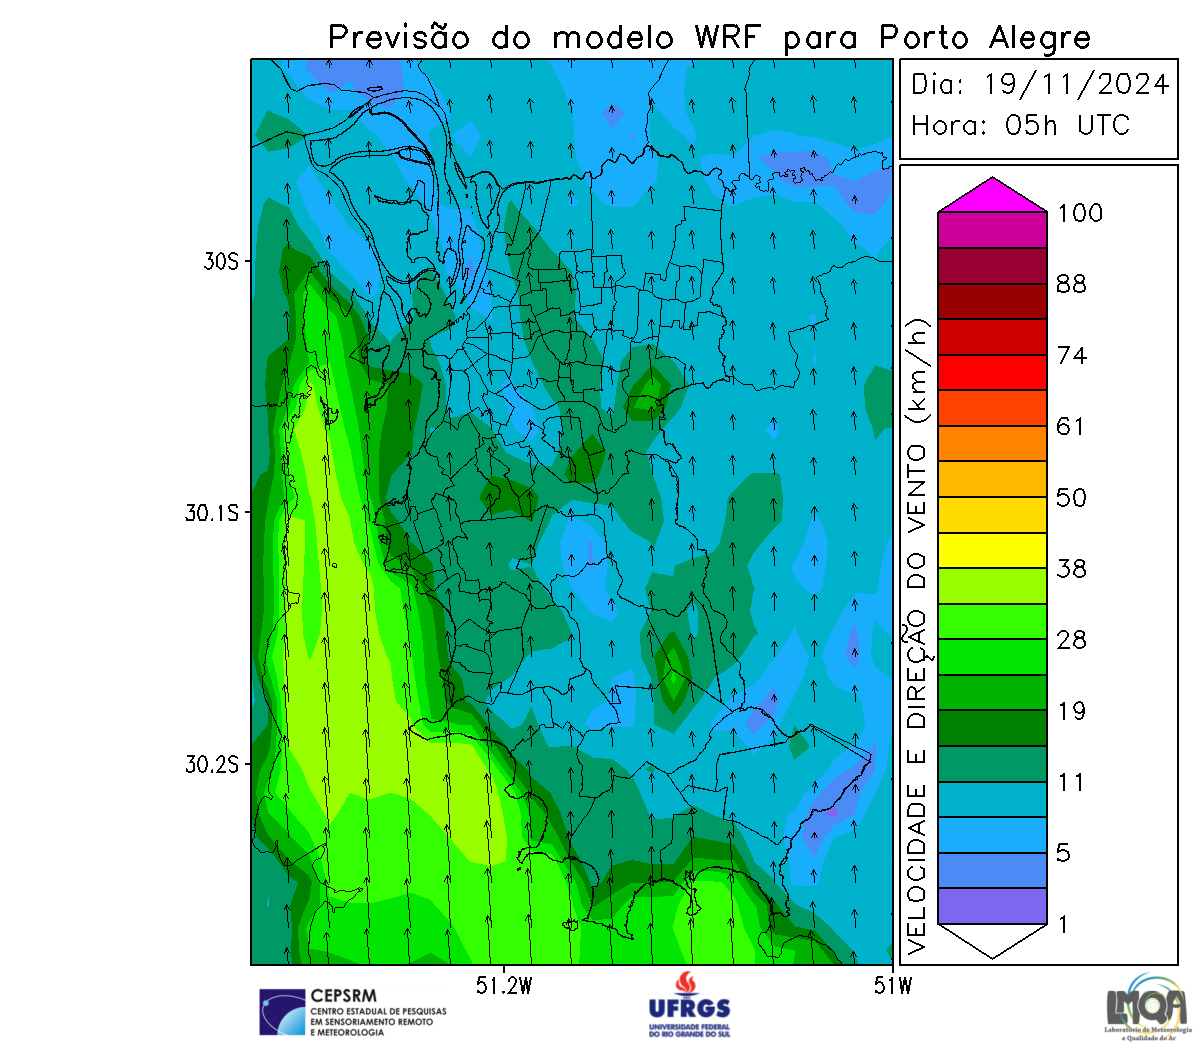 Previsão do modelo WRF para Porto Alegre
Dia: 19/11/2024
Hora: 05h UTC
30S
30.1S
30.2S
51.2W
51W
VELOCIDADE E DIREÇÃO DO VENTO (km/h)
100
88
74
61
50
38
28
19
11
5
1
CEPSRM
CENTRO ESTADUAL DE PESQUISAS
EM SENSORIAMENTO REMOTO
E METEOROLOGIA
UFRGS
UNIVERSIDADE FEDERAL
DO RIO GRANDE DO SUL
LMQA
Laboratório de Meteorologia
e Qualidade do Ar